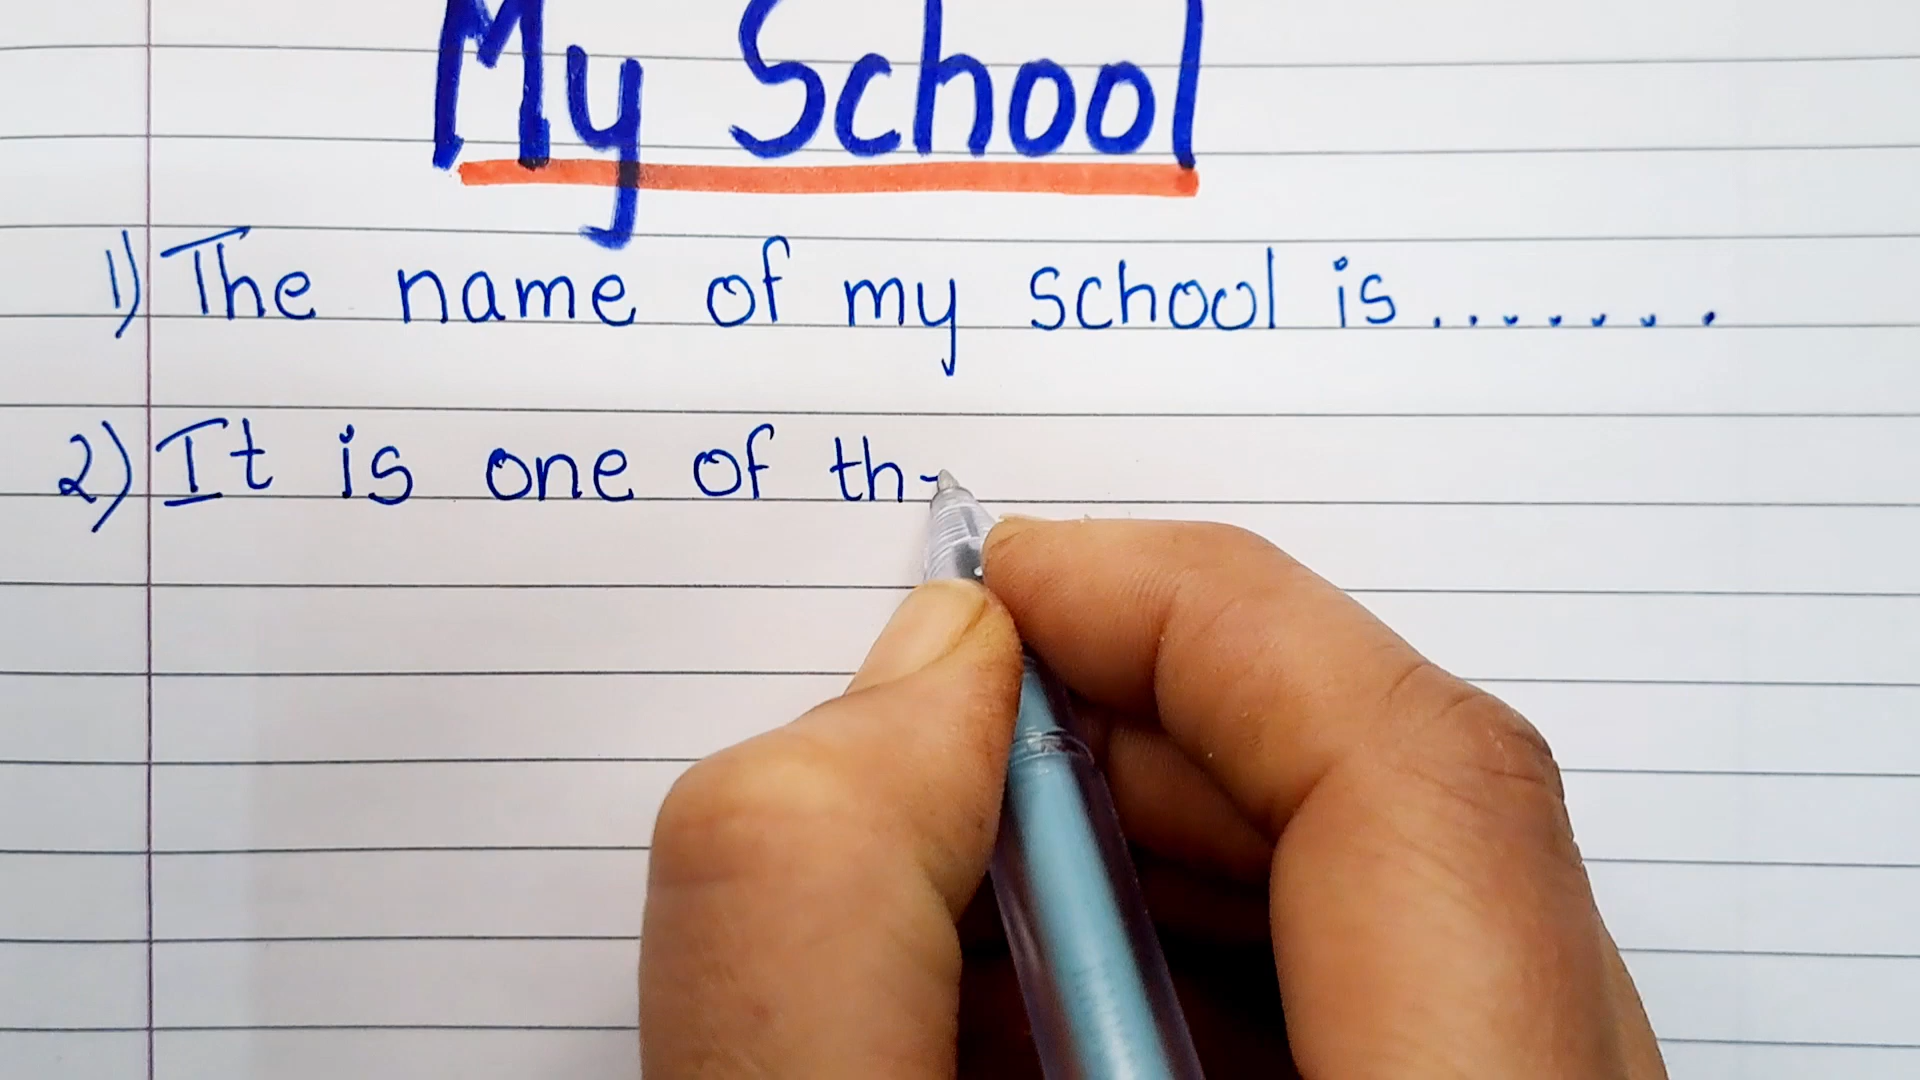 My School
1) The name of my school is.......
2) It is one of th